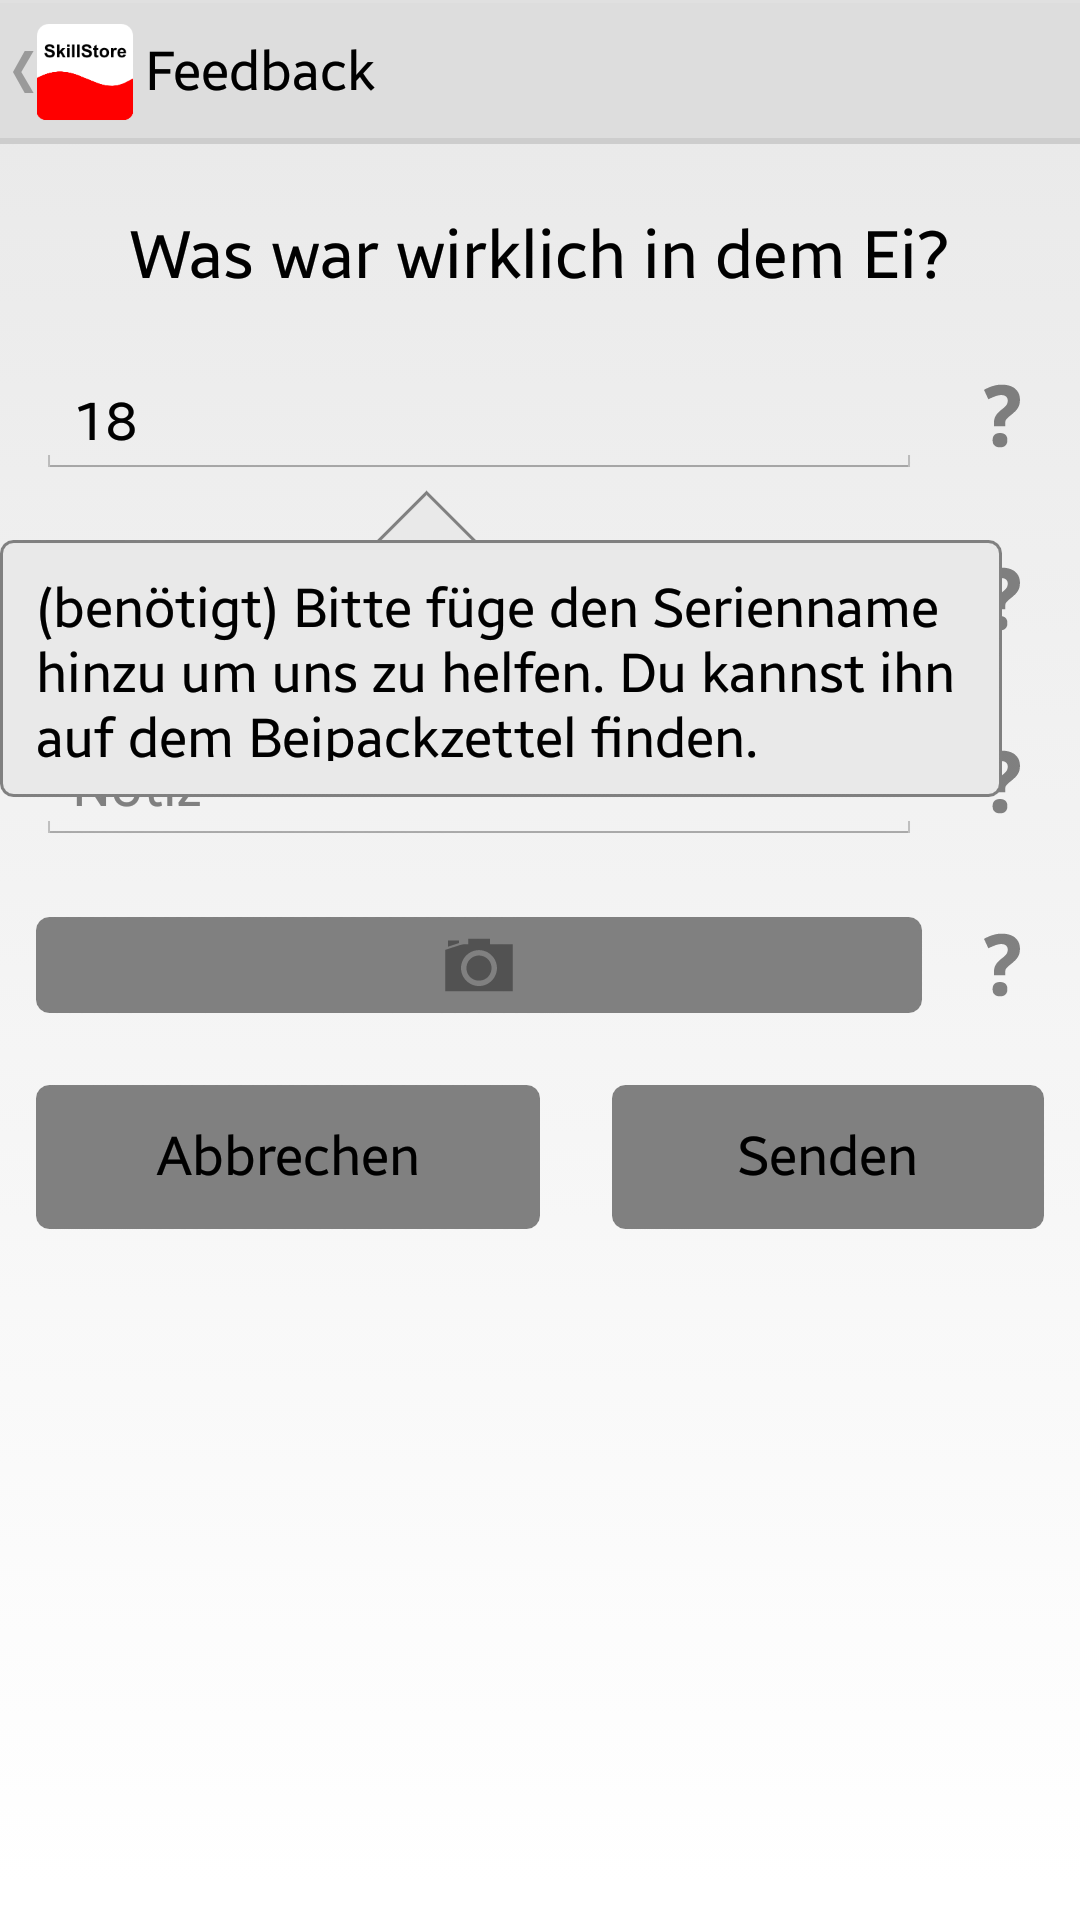 SkillStore
Feedback
Was war wirklich in dem Ei?
18
?
(benötigt) Bitte füge den Serienname
hinzu um uns zu helfen. Du kannst ihn
auf dem Beipackzettel finden.
?
Notiz
?
?
Abbrechen
Senden